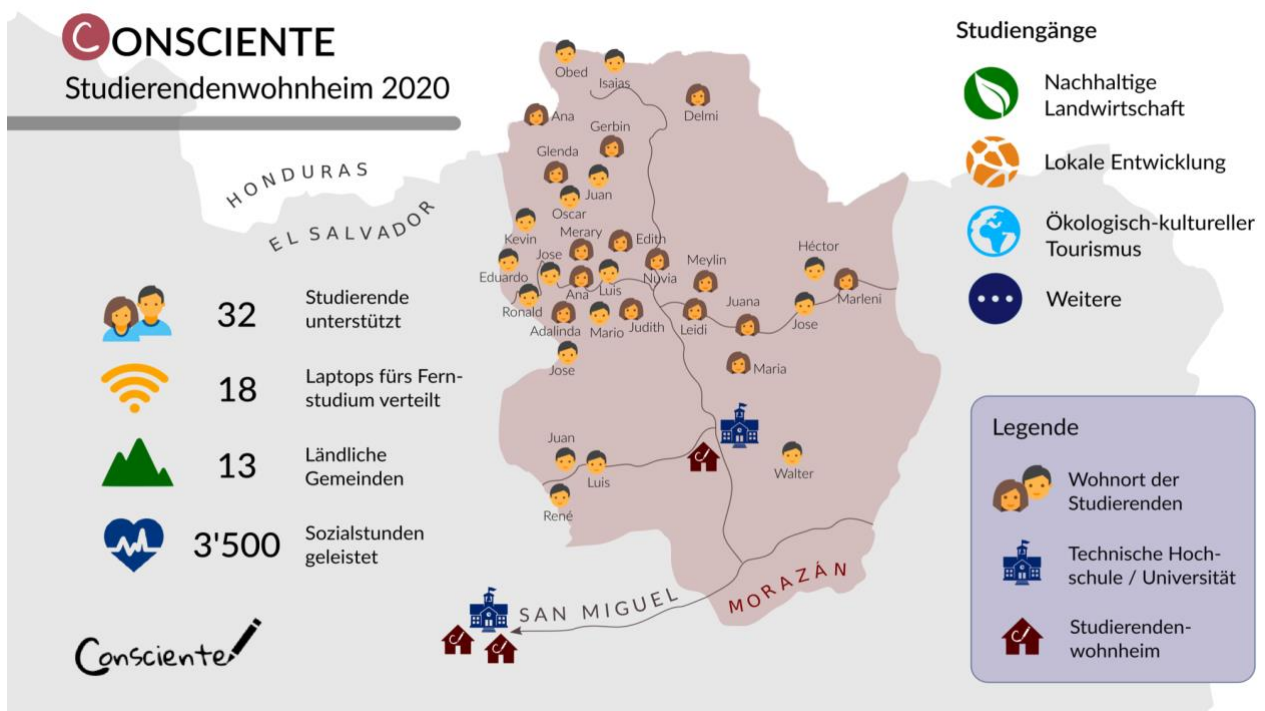 CONSCIENTE
Studierendenwohnheim 2020
HONDURAS
EL SALVADOR
32
Studierende
unterstützt
18
Laptops fürs Fern-
studium verteilt
13
Ländliche
Gemeinden
3'500
Sozialstunden
geleistet
Consciente
Obed
Isaias
Delmi
Ana
Gerbin
Glenda
Juan
Oscar
Kevin
Merary
Edith
Jose
Eduardo
Ana
Luis
Nuvia
Meylin
Héctor
Marleni
Ronald
Adalinda
Mario
Judith
Leidi
Juana
Jose
Jose
Maria
Juan
Luis
Walter
René
SAN MIGUEL
MORAZÁN
Studiengänge
Nachhaltige
Landwirtschaft
Lokale Entwicklung
Ökologisch-kultureller
Tourismus
Weitere
Legende
Wohnort der
Studierenden
Technische Hoch-
schule / Universität
Studierenden-
wohnheim